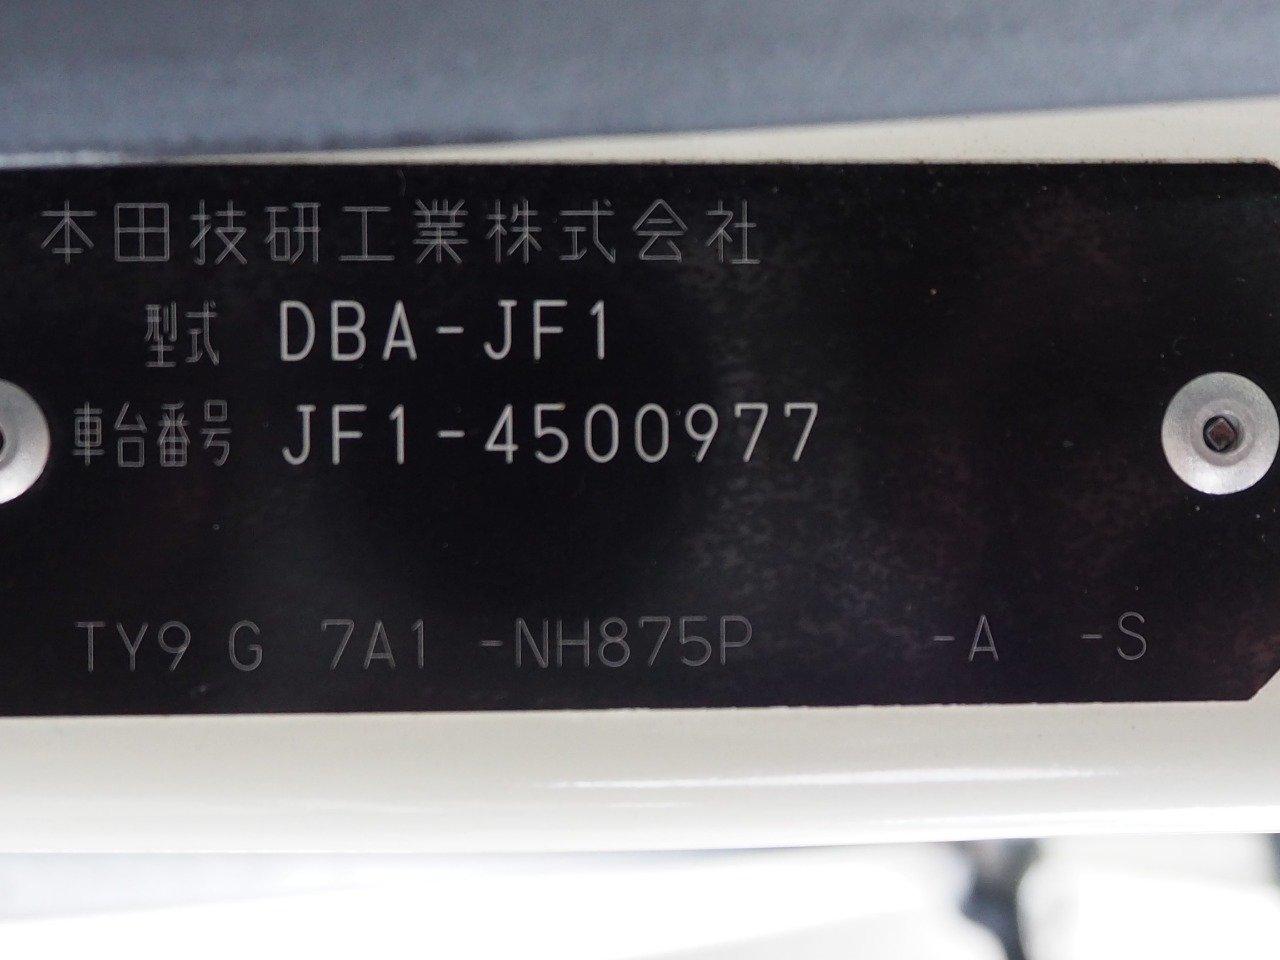 本田技研工業株式会社
型式 DBA-JF1
車台番号 JF1-4500977
TY9 G 7A1 -NH875P -A -S